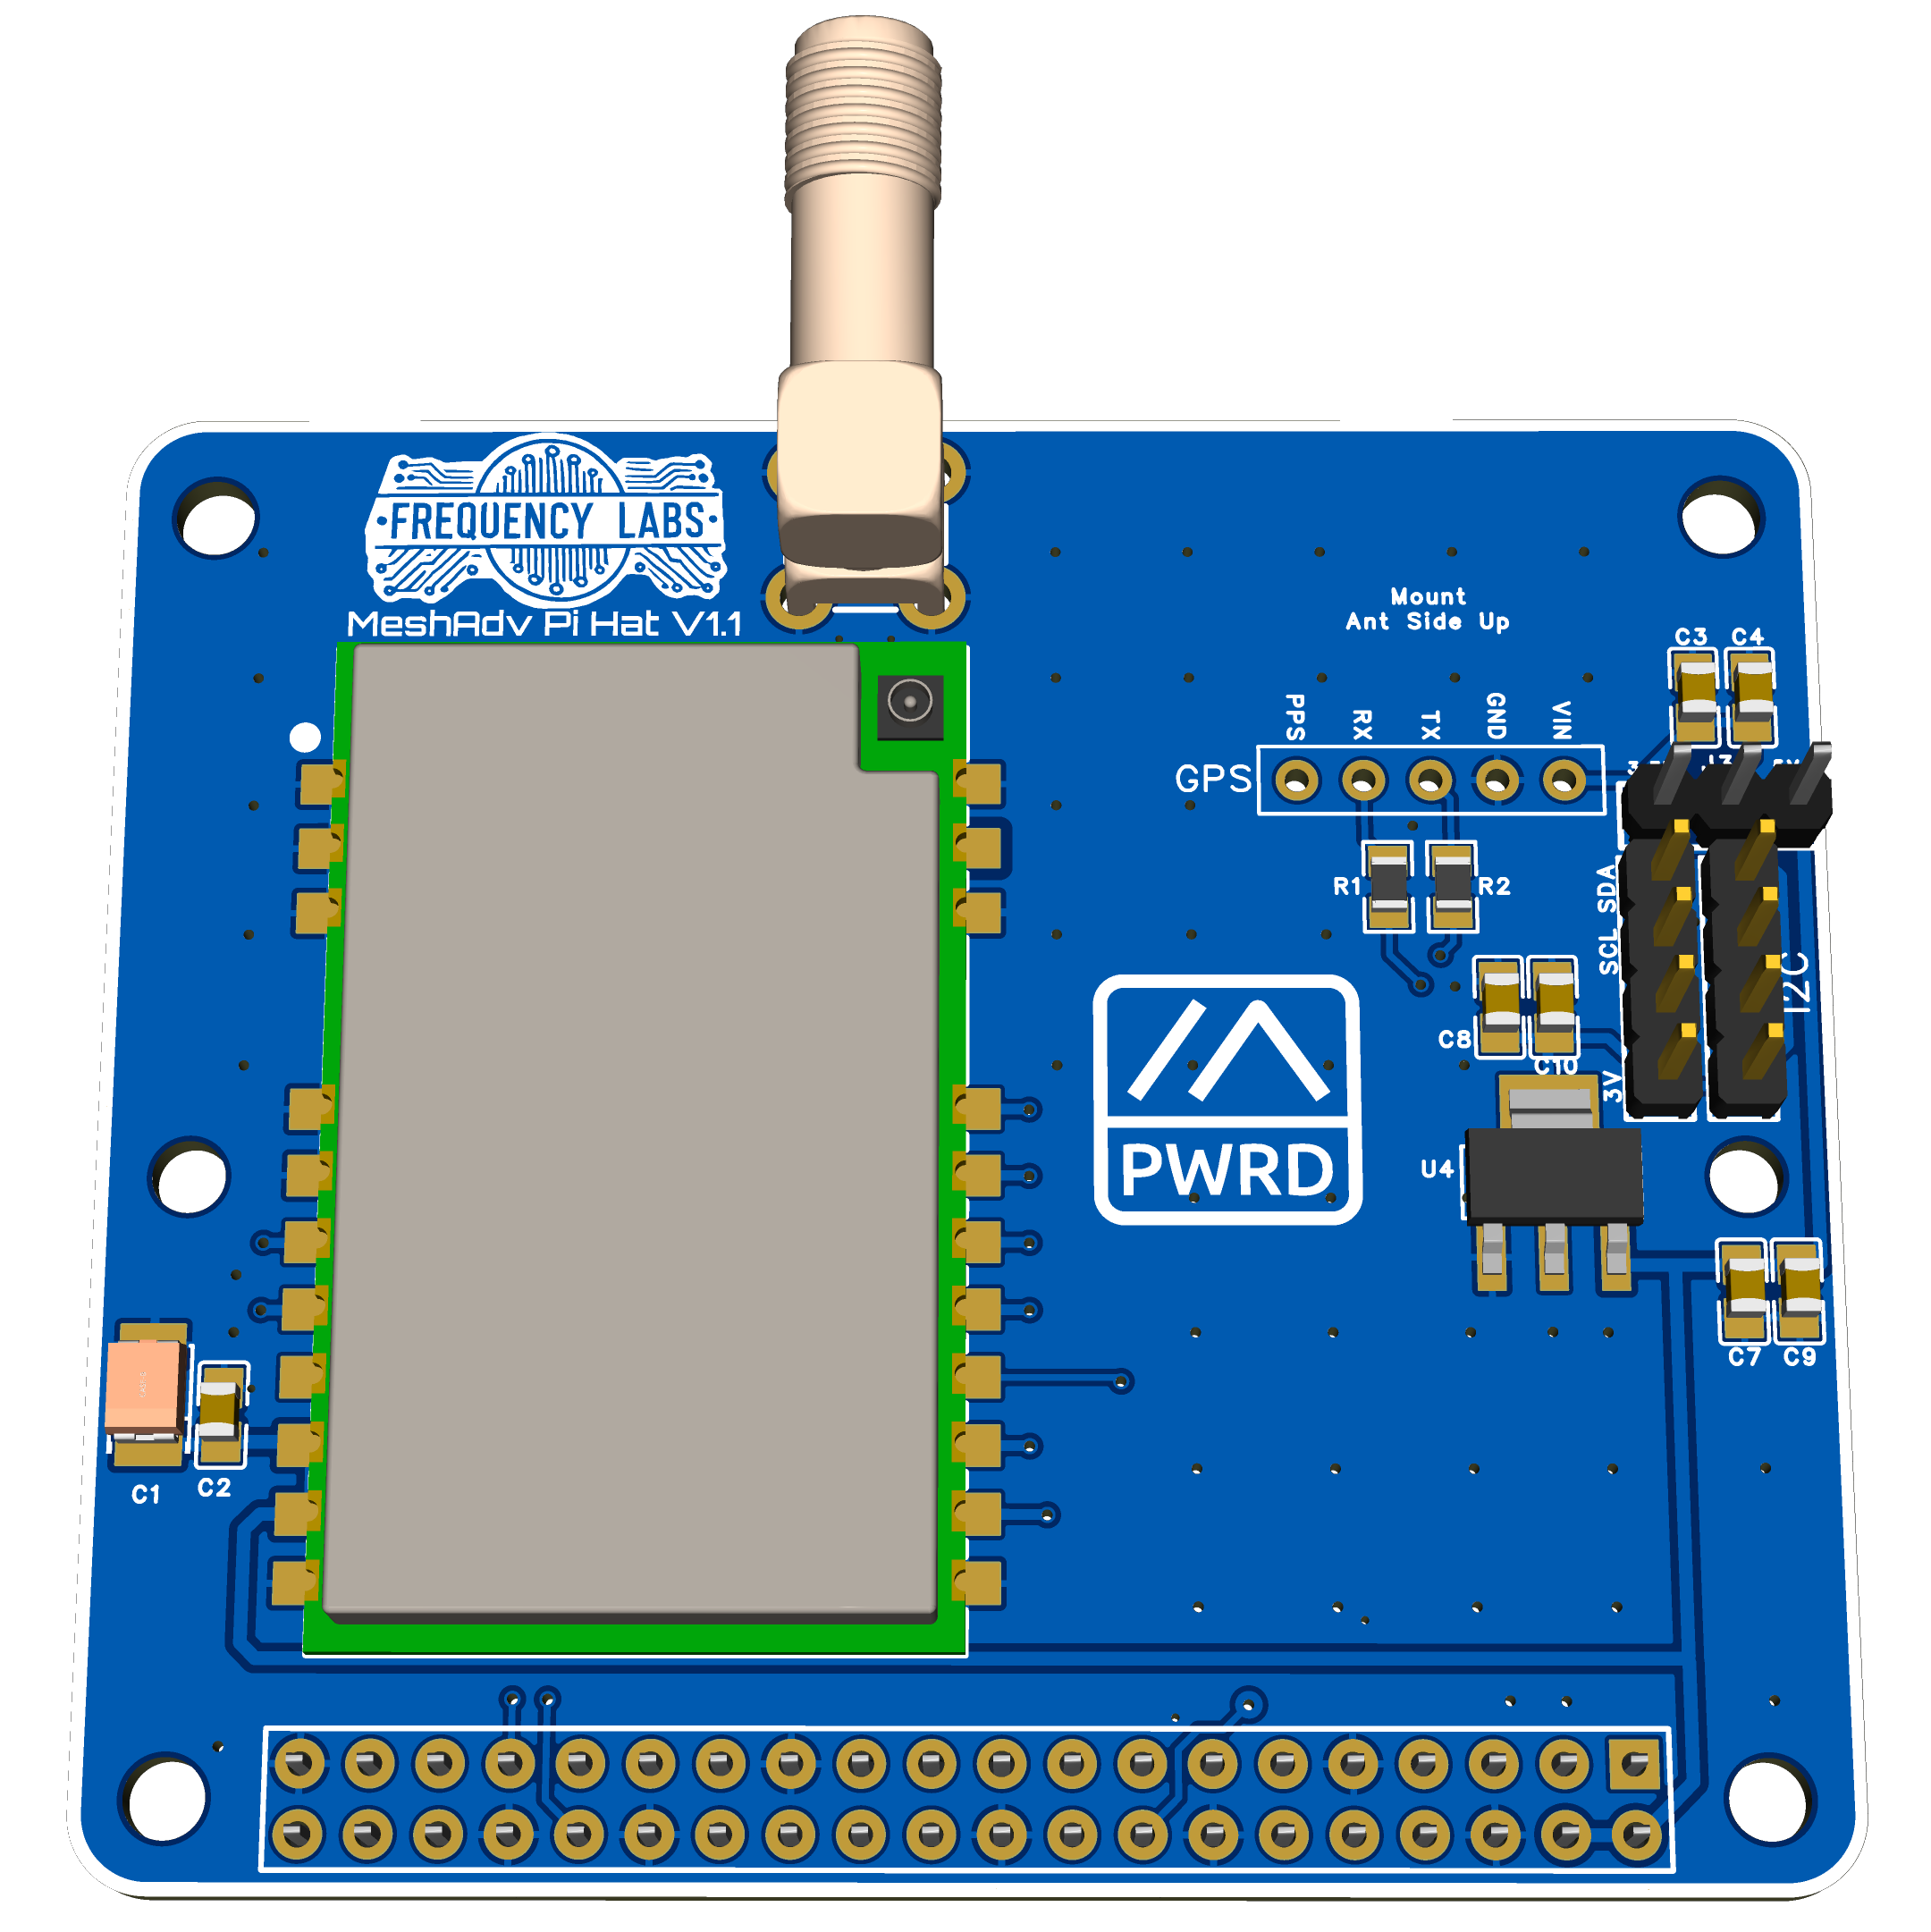 FREQUENCY LABS
MeshAdv Pi Hat V1.1
Mount
Ant Side Up
C3 C4
PPS RX TX GND VIN
GPS
R1 R2
SCL SDA
I2C
C8
C10
3V
PWRD
U4
C7 C9
C1 C2